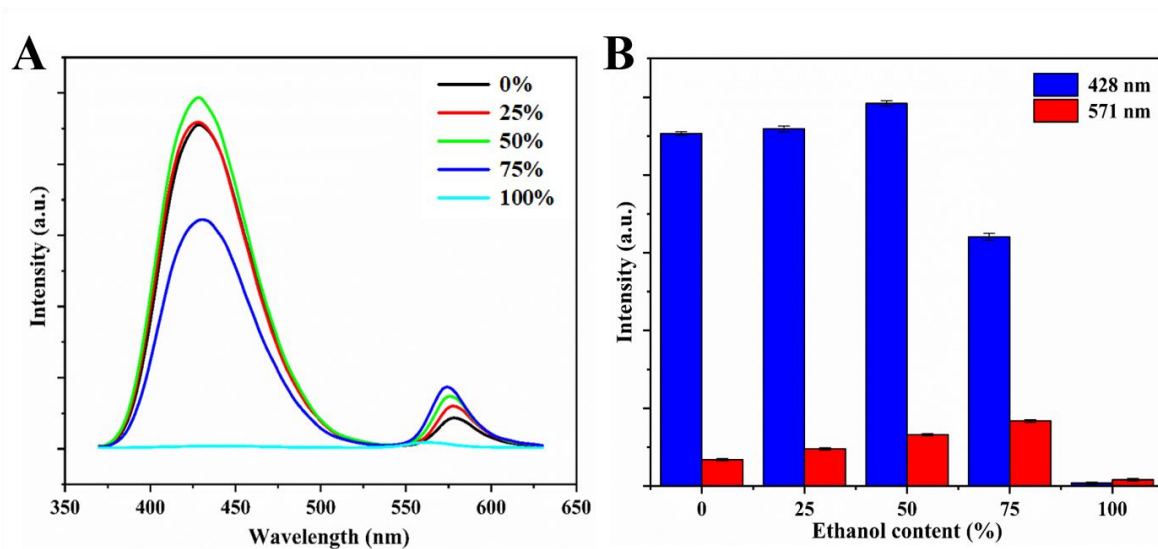 A
0%
25%
50%
75%
100%
Intensity (a.u.)
350 400 450 500 550 600 650
Wavelength (nm)
B
428 nm
571 nm
Intensity (a.u.)
0 25 50 75 100
Ethanol content (%)